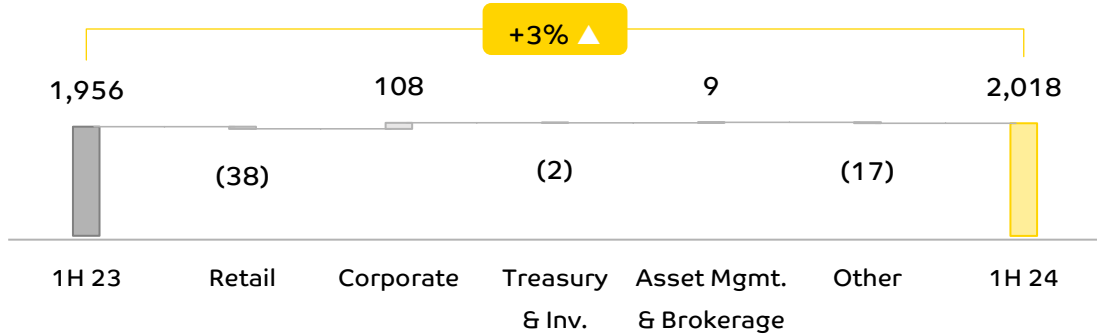 +3%
1,956
108
9
2,018
(38)
(2)
(17)
1H 23
Retail
Corporate
Treasury
& Inv.
Asset Mgmt.
& Brokerage
Other
1H 24